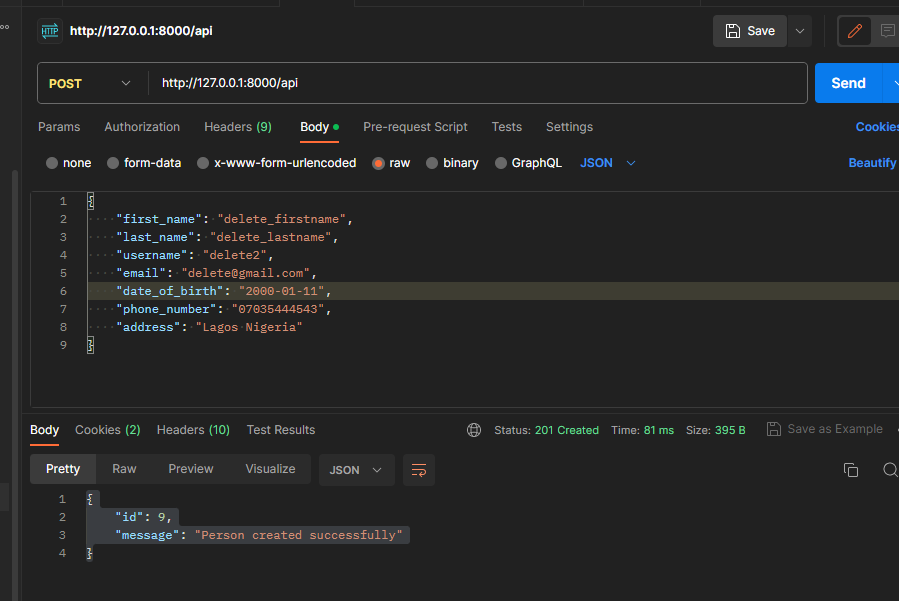 HTTP http://127.0.0.1:8000/api Save
POST http://127.0.0.1:8000/api Send
Params Authorization Headers (9) Body Pre-request Script Tests Settings Cookies
none form-data x-www-form-urlencoded raw binary GraphQL JSON Beautify
1 {
2 "first_name": "delete_firstname",
3 "last_name": "delete_lastname",
4 "username": "delete2",
5 "email": "delete@gmail.com",
6 "date_of_birth": "2000-01-11",
7 "phone_number": "07035444543",
8 "address": "Lagos Nigeria"
9 }
Body Cookies (2) Headers (10) Test Results Status: 201 Created Time: 81 ms Size: 395 B Save as Example
Pretty Raw Preview Visualize JSON
1 {
2 "id": 9,
3 "message": "Person created successfully"
4 }